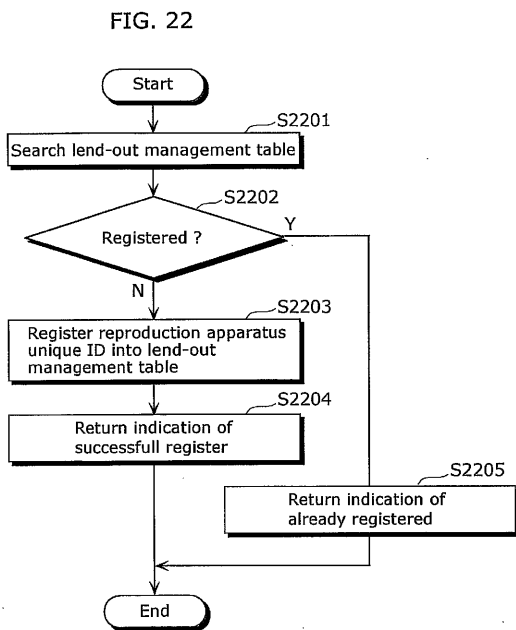 FIG. 22
Start
S2201
Search lend-out management table
S2202
Registered ?
Y
N
S2203
Register reproduction apparatus
unique ID into lend-out
management table
S2204
Return indication of
successfull register
S2205
Return indication of
already registered
End